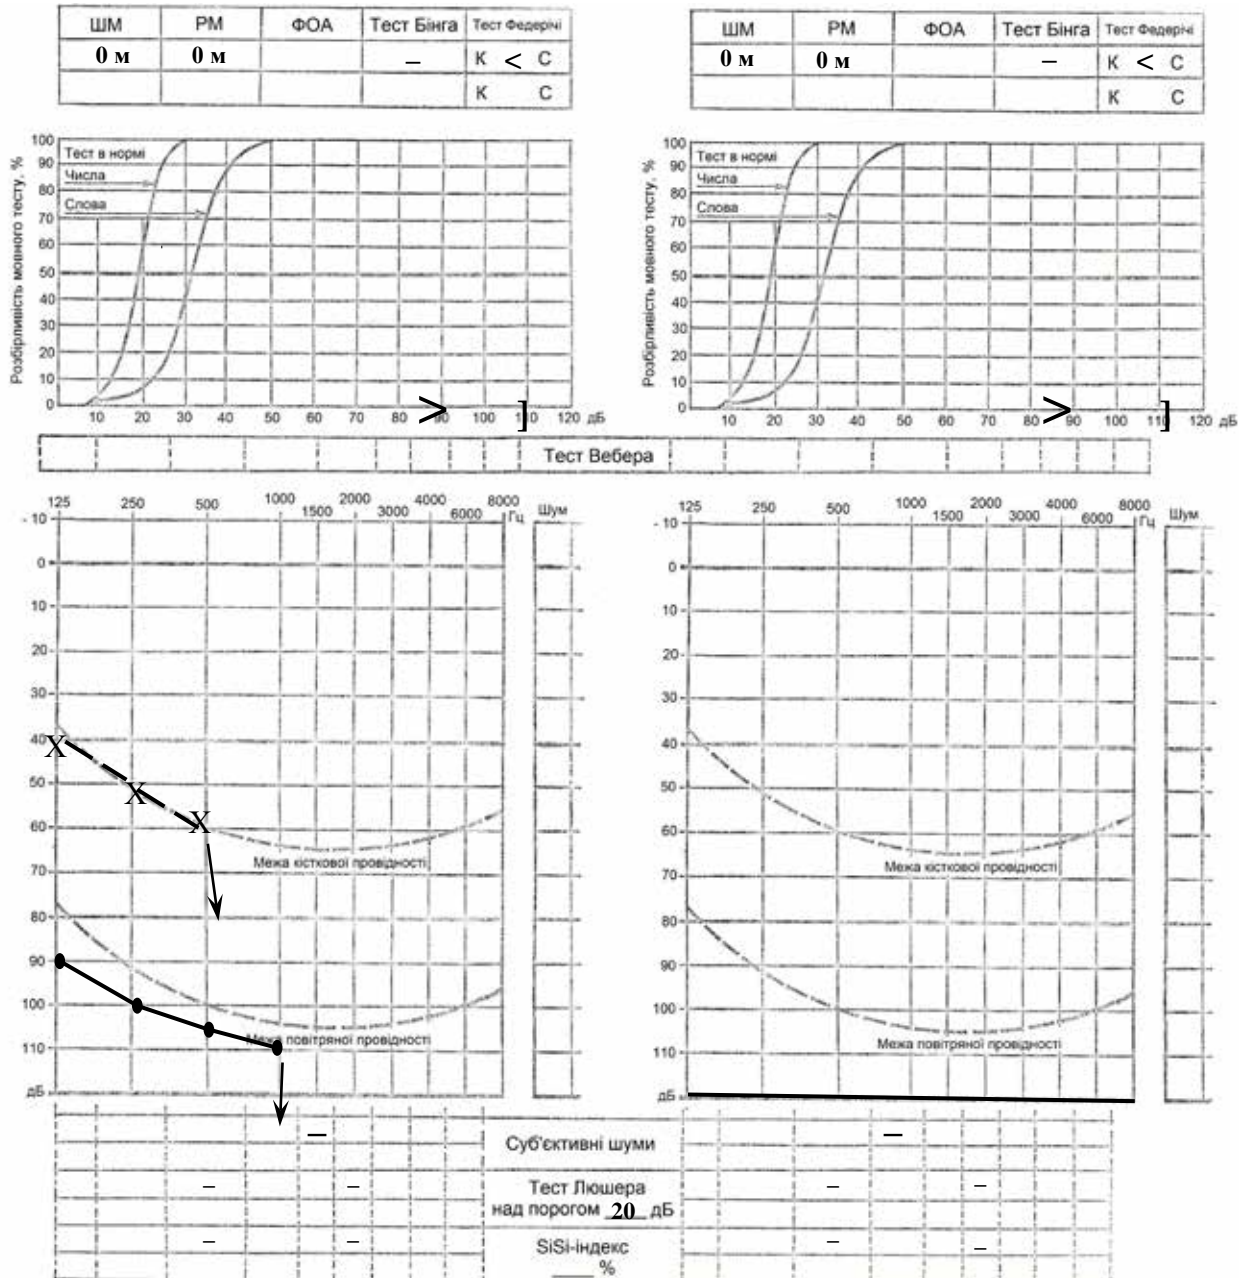 ШМ РМ ФОА Тест Бінга Тест Федерічі
0 м 0 м – К < С
К С
ШМ РМ ФОА Тест Бінга Тест Федерічі
0 м 0 м – К < С
К С
Розбірливість мовного тесту, %
100
90
80
70
60
50
40
30
20
10
0
Тест в нормі
Числа
Слова
10 20 30 40 50 60 70 80 > 90 100 110 ] 120 дБ
Розбірливість мовного тесту, %
100
90
80
70
60
50
40
30
20
10
0
Тест в нормі
Числа
Слова
10 20 30 40 50 60 70 80 > 90 100 110 ] 120 дБ
Тест Вебера
125 250 500 1000 1500 2000 3000 4000 6000 8000 Гц Шум
- 10
0
10
20
30
40
50
60
70
80
90
100
110
дБ
X
X
X
Межа кісткової провідності
Межа повітряної провідності
125 250 500 1000 1500 2000 3000 4000 6000 8000 Гц Шум
- 10
0
10
20
30
40
50
60
70
80
90
100
110
дБ
Межа кісткової провідності
Межа повітряної провідності
– Суб'єктивні шуми –
– – Тест Люшера – –
над порогом 20 дБ
– – SiSi-індекс – –
___ %